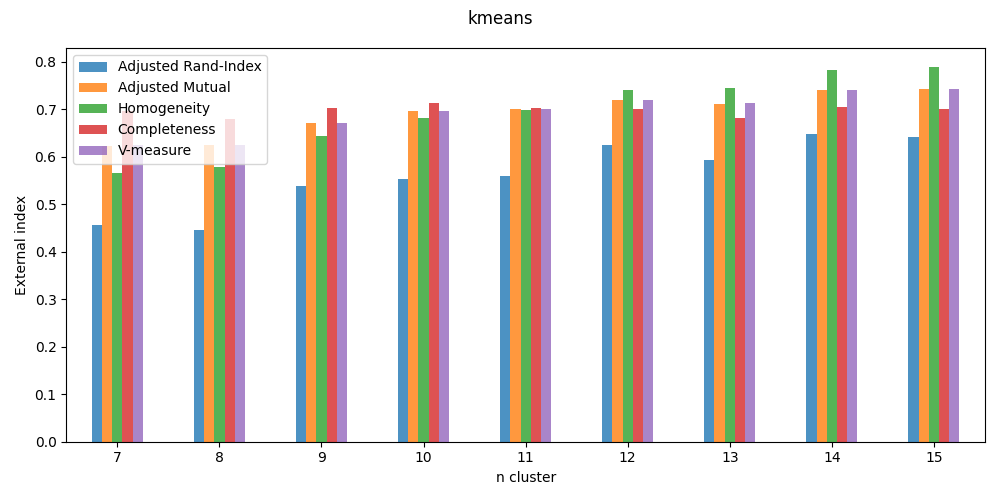 kmeans
0.8
0.7
0.6
0.5
0.4
0.3
0.2
0.1
0.0
External index
Adjusted Rand-Index
Adjusted Mutual
Homogeneity
Completeness
V-measure
7 8 9 10 11 12 13 14 15
n cluster